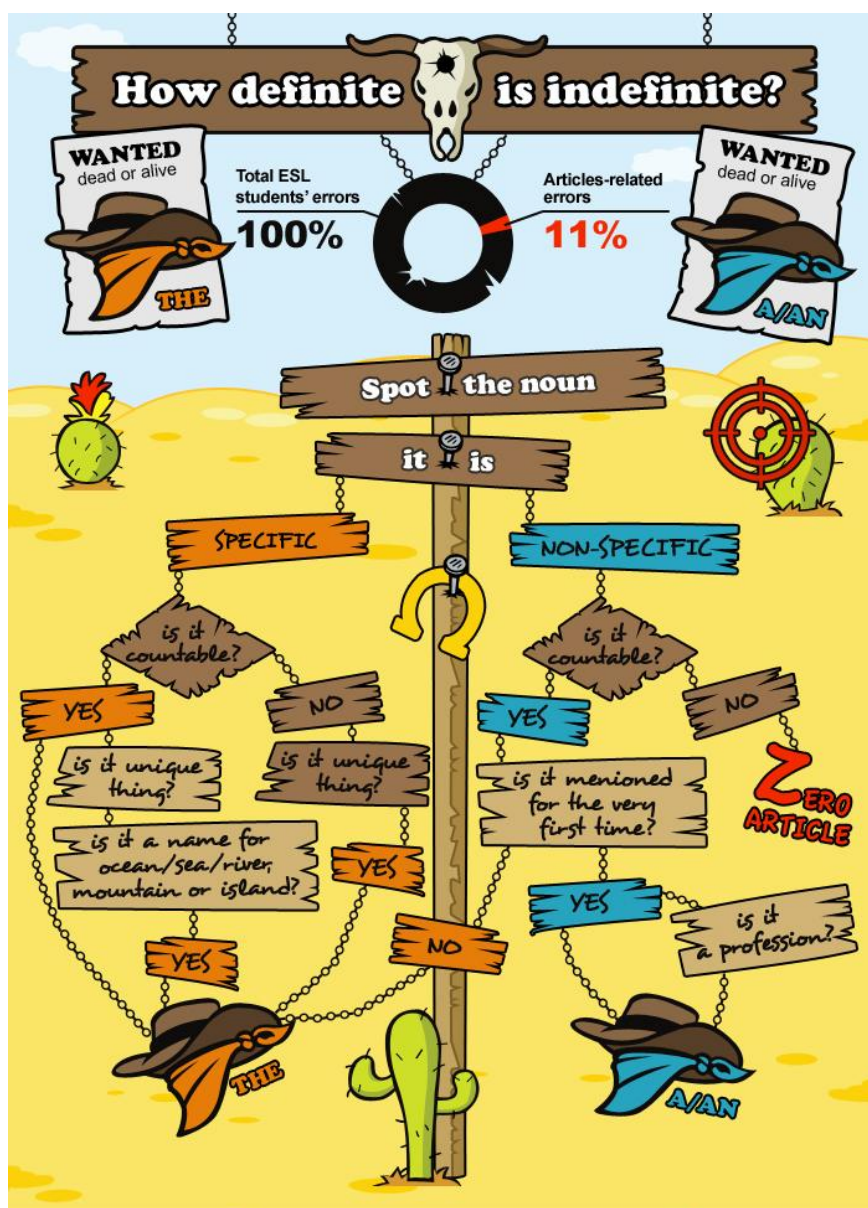 How definite is indefinite?
WANTED
dead or alive
THE
Total ESL
students' errors
100%
Articles-related
errors
11%
WANTED
dead or alive
A/AN
Spot the noun
it is
SPECIFIC
is it
countable?
YES
NO
is it unique
thing?
is it unique
thing?
is it a name for
ocean/sea/river,
mountain or island?
YES
YES
THE
NON-SPECIFIC
is it
countable?
YES
NO
is it menioned
for the very
first time?
ZERO
ARTICLE
NO
YES
is it
a profession?
A/AN